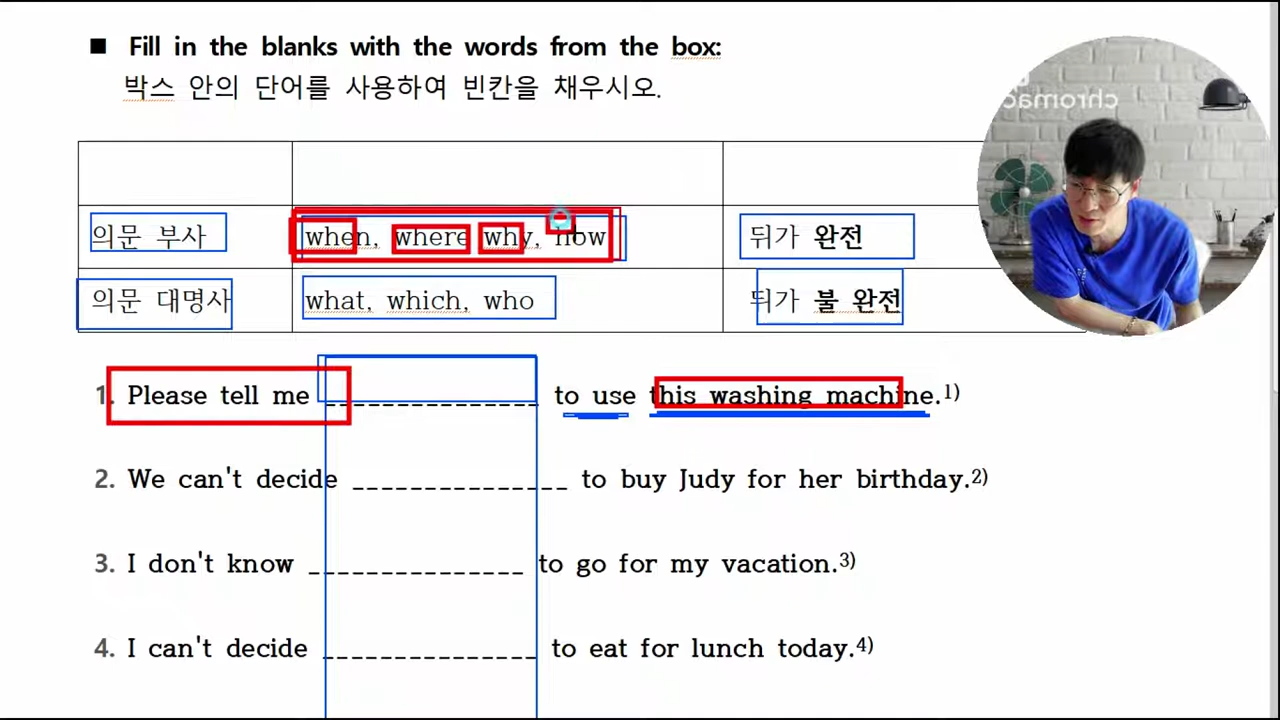 ■ Fill in the blanks with the words from the box:
박스 안의 단어를 사용하여 빈칸을 채우시오.
chromac
의문 부사 when, where why, how 뒤가 완전
의문 대명사 what, which, who 뒤가 불 완전
1. Please tell me _______________ to use this washing machine.1)
2. We can't decide _______________ to buy Judy for her birthday.2)
3. I don't know _______________ to go for my vacation.3)
4. I can't decide _______________ to eat for lunch today.4)